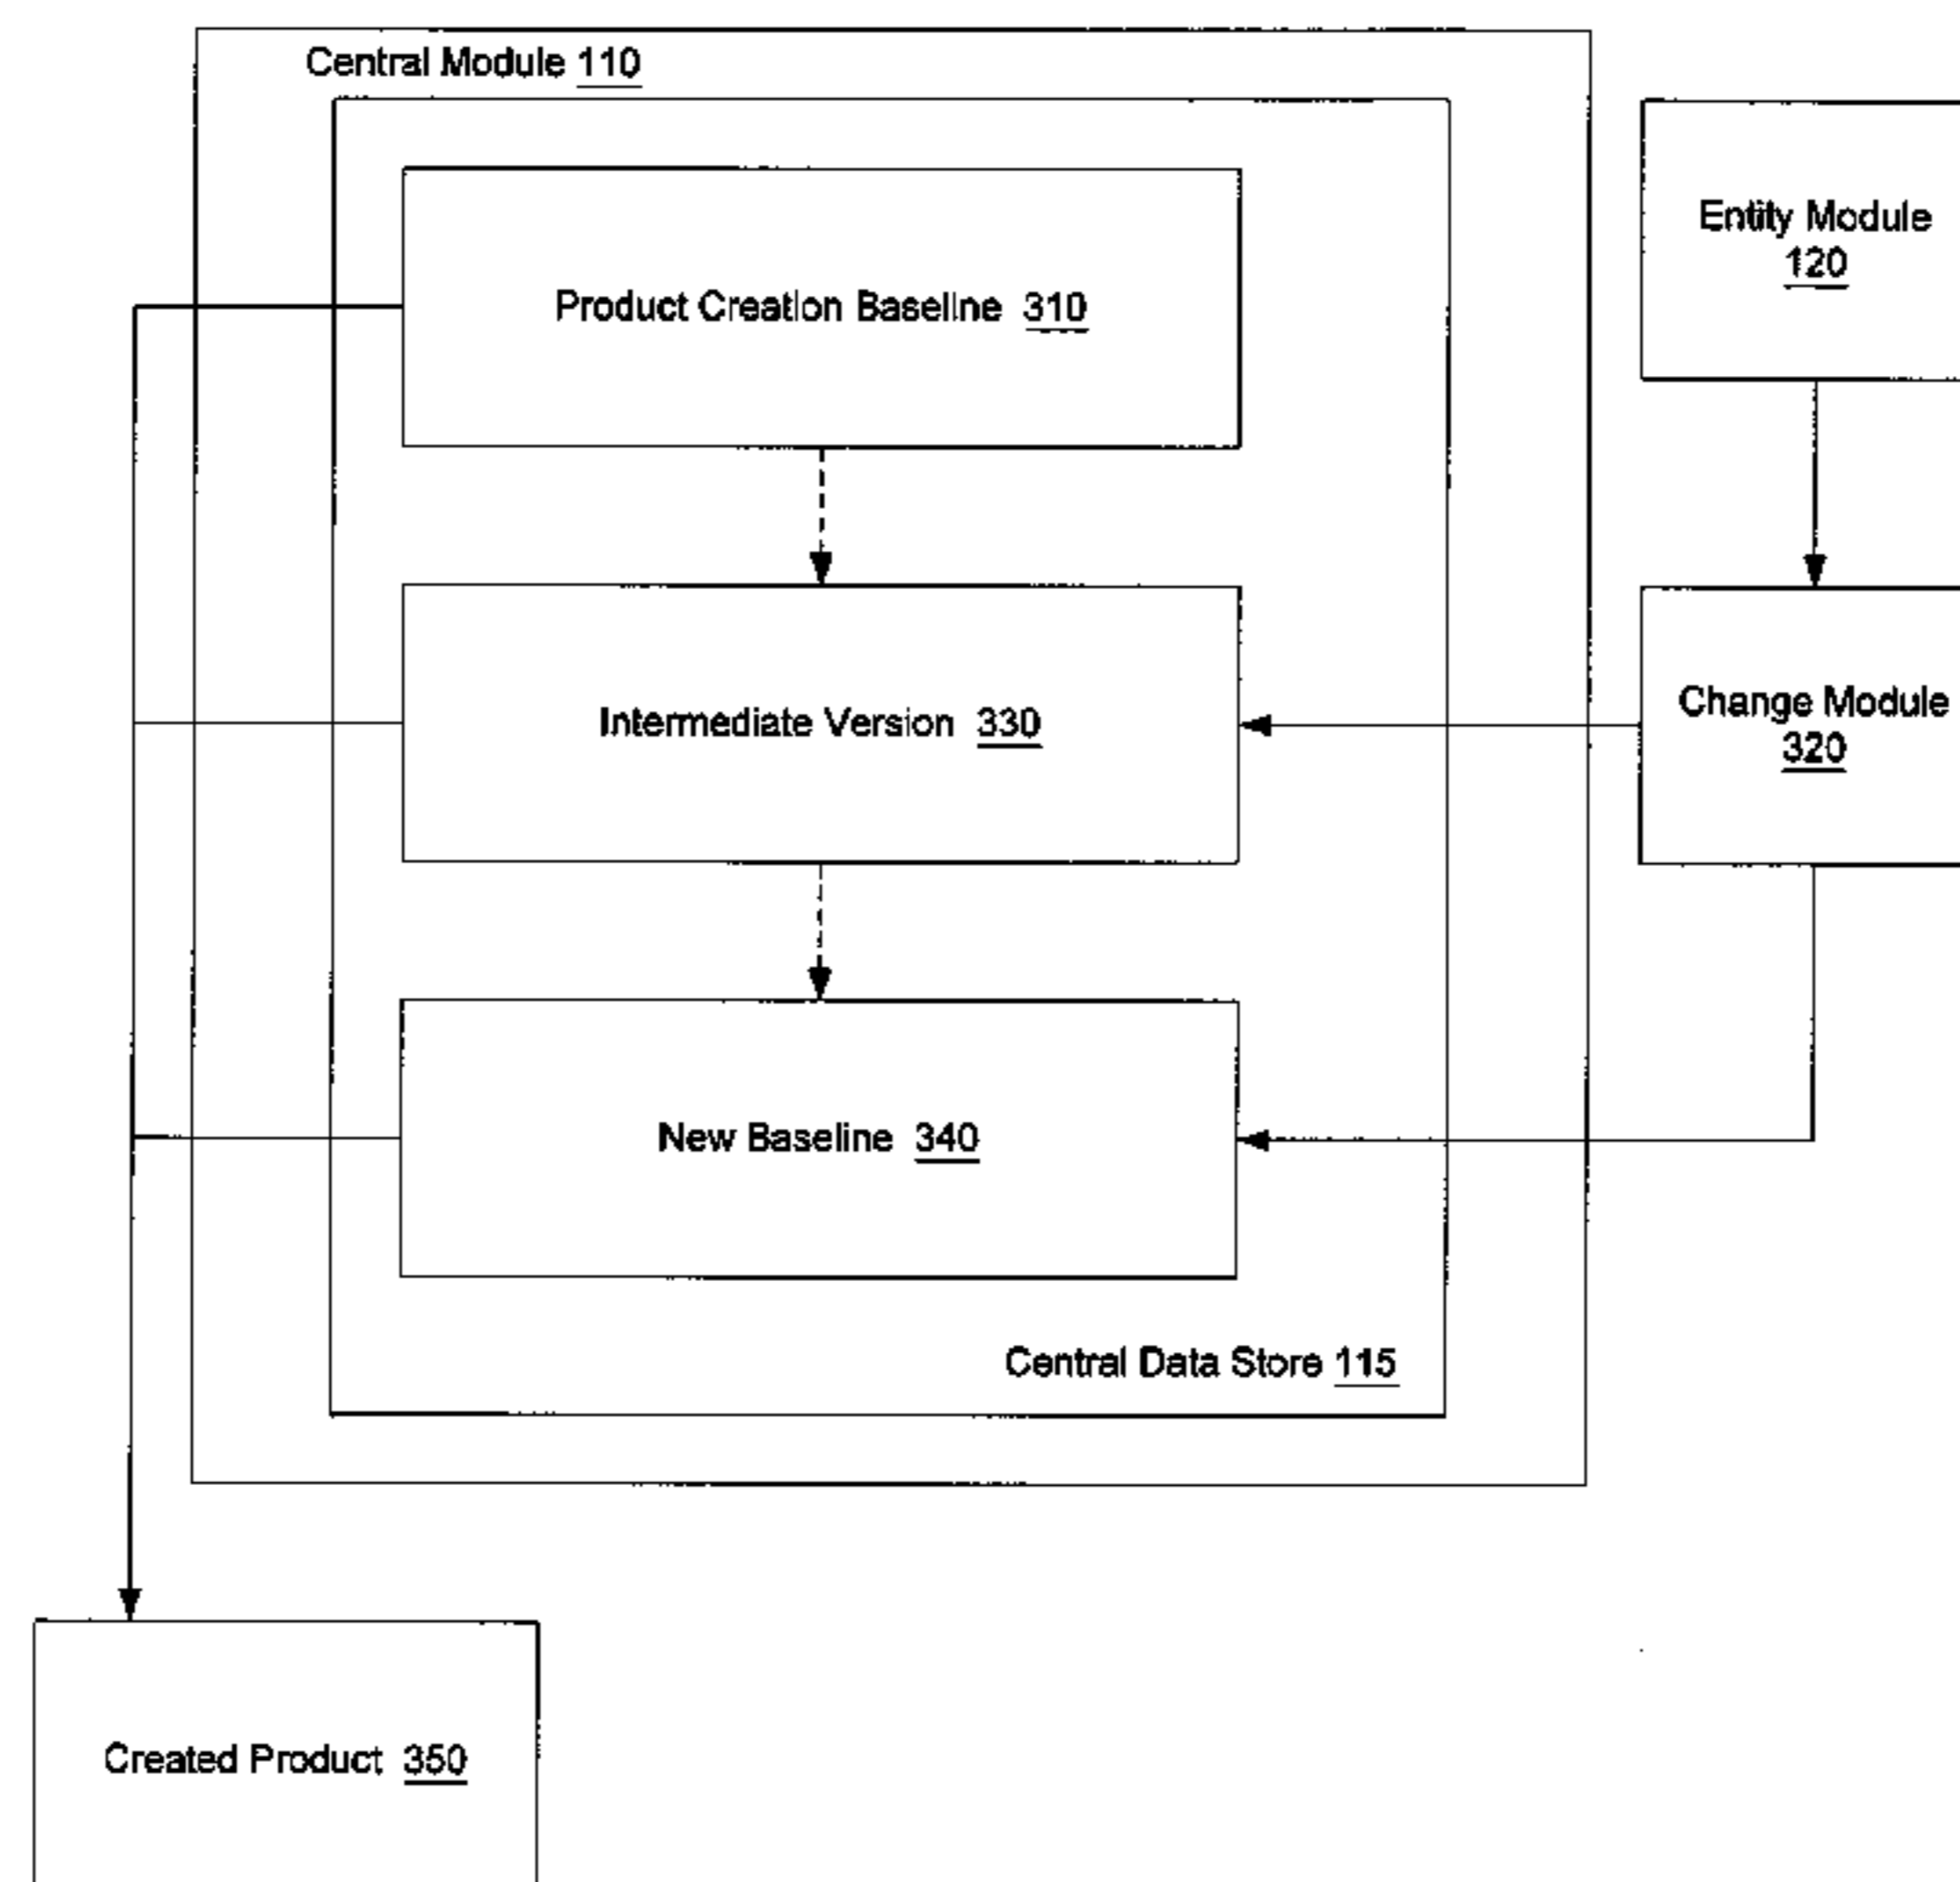 Central Module 110
Entity Module
120
Product Creation Baseline 310
Intermediate Version 330
Change Module
320
New Baseline 340
Central Data Store 115
Created Product 350